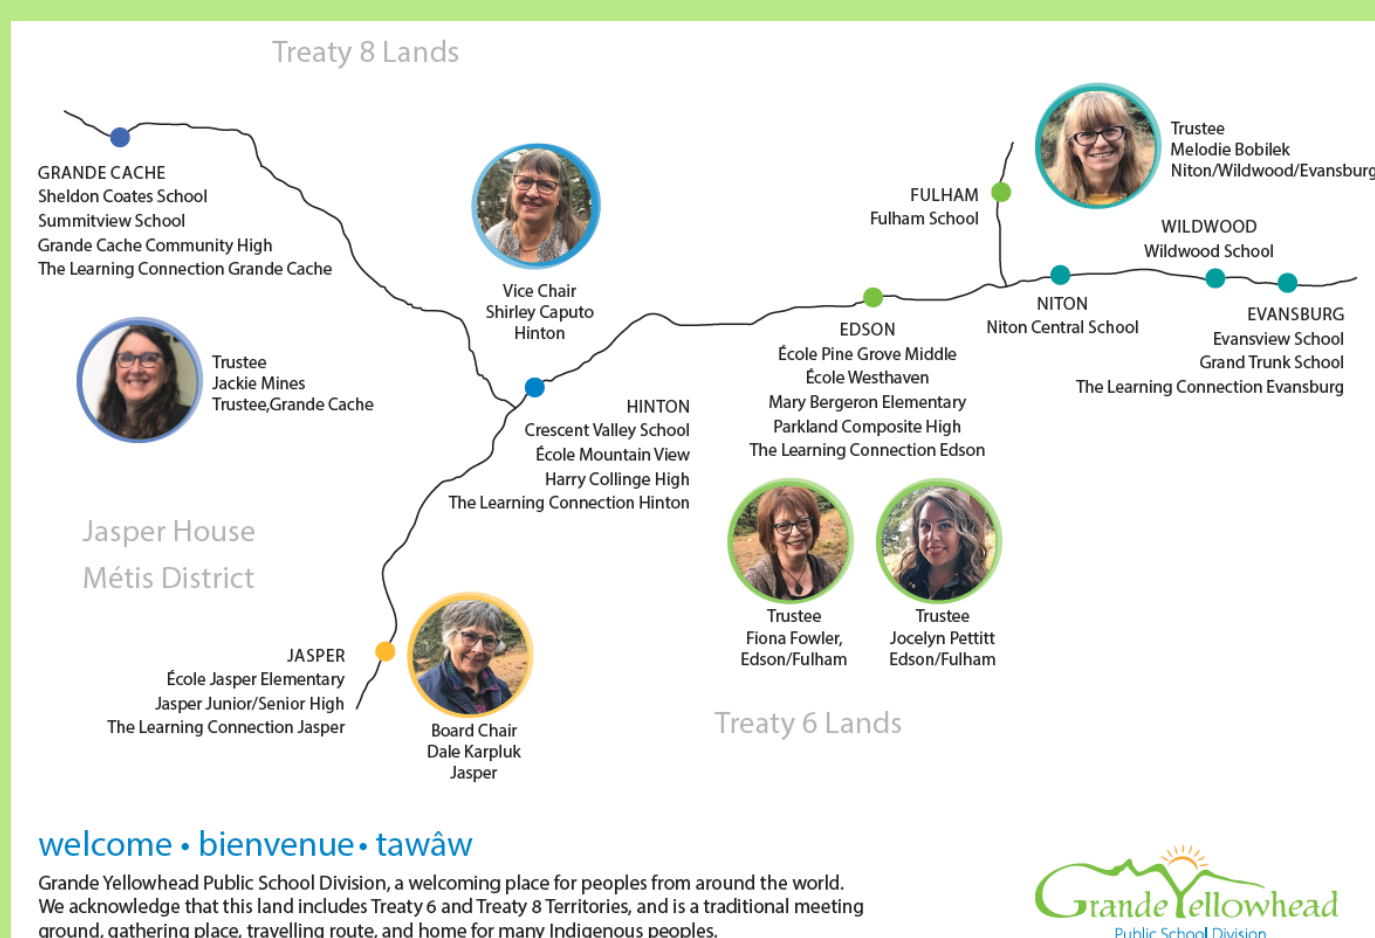 Treaty 8 Lands
GRANDE CACHE
Sheldon Coates School
Summitview School
Grande Cache Community High
The Learning Connection Grande Cache
Trustee
Jackie Mines
Trustee,Grande Cache
Vice Chair
Shirley Caputo
Hinton
Trustee
Melodie Bobilek
Niton/Wildwood/Evansburg
FULHAM
Fulham School
WILDWOOD
Wildwood School
NITON
Niton Central School
EVANSBURG
Evansview School
Grand Trunk School
The Learning Connection Evansburg
EDSON
École Pine Grove Middle
École Westhaven
Mary Bergeron Elementary
Parkland Composite High
The Learning Connection Edson
HINTON
Crescent Valley School
École Mountain View
Harry Collinge High
The Learning Connection Hinton
Trustee
Fiona Fowler,
Edson/Fulham
Trustee
Jocelyn Pettitt
Edson/Fulham
Jasper House
Métis District
JASPER
École Jasper Elementary
Jasper Junior/Senior High
The Learning Connection Jasper
Board Chair
Dale Karpluk
Jasper
Treaty 6 Lands
welcome • bienvenue • tawâw
Grande Yellowhead Public School Division, a welcoming place for peoples from around the world.
We acknowledge that this land includes Treaty 6 and Treaty 8 Territories, and is a traditional meeting
ground, gathering place, travelling route, and home for many Indigenous peoples.
Grande Yellowhead
Public School Division